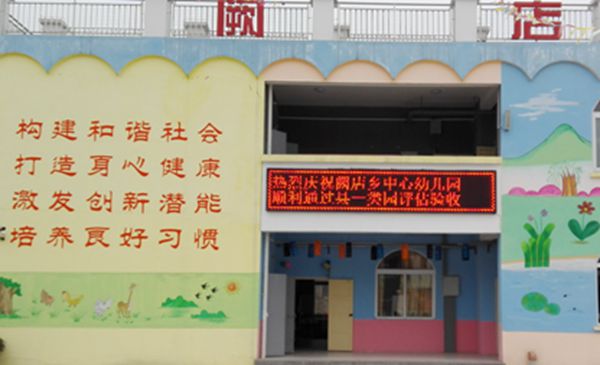 阙 店
构建和谐社会
打造身心健康
激发创新潜能
培养良好习惯
热烈庆祝阙店乡中心幼儿园
顺利通过县一类园评估验收